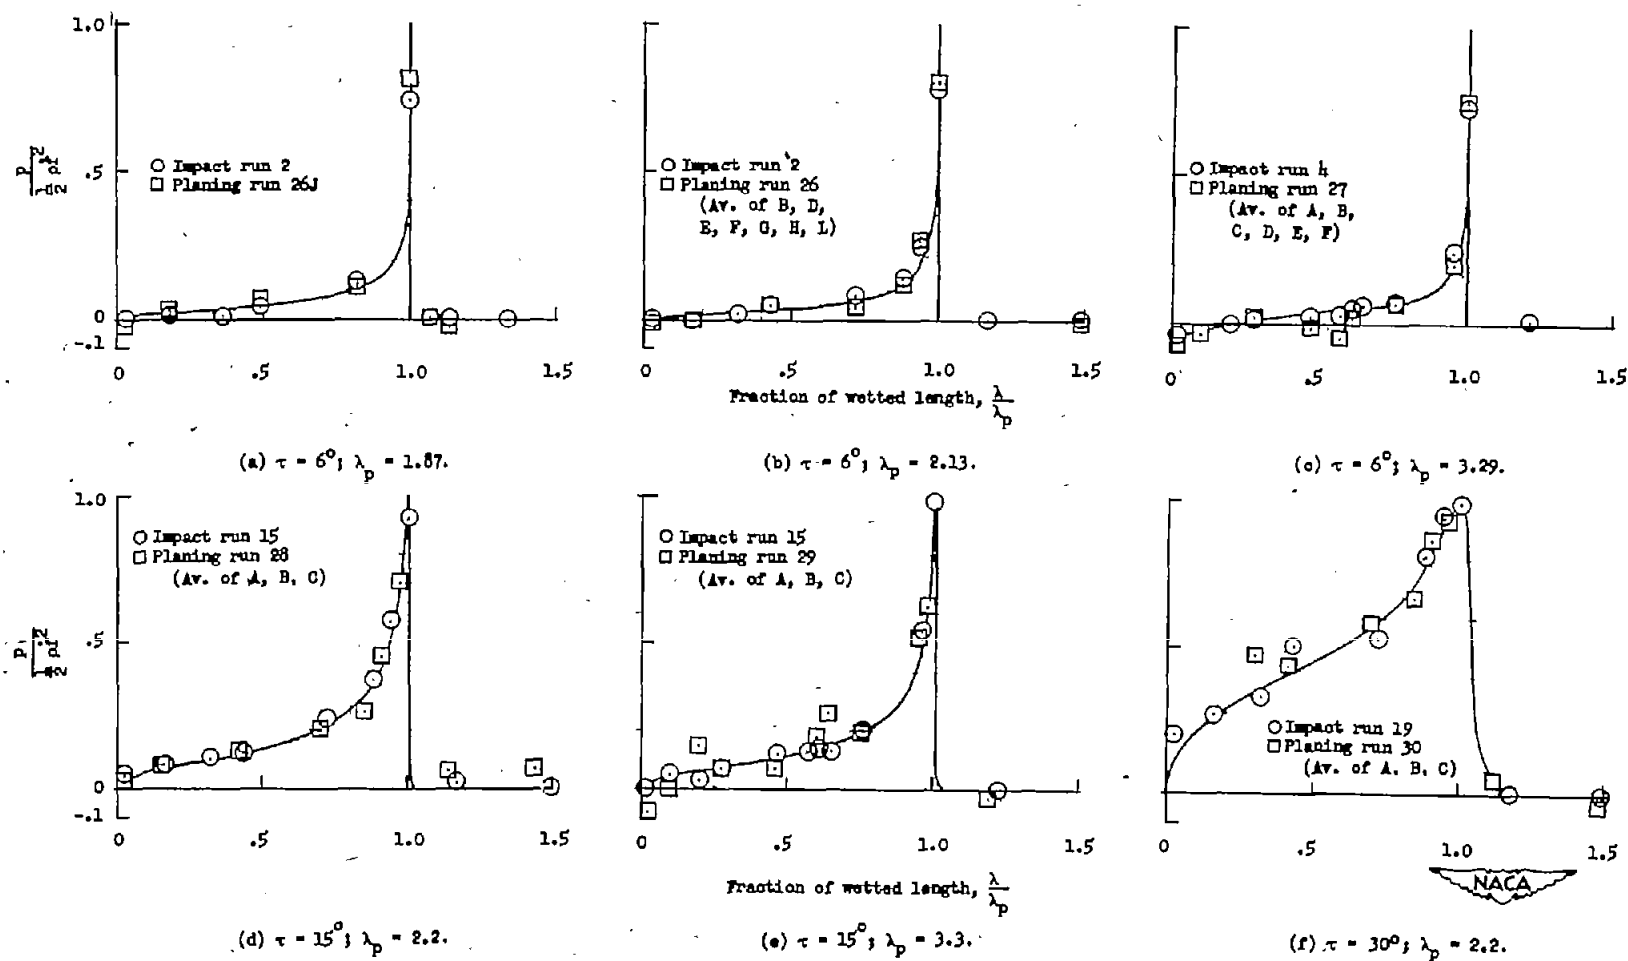 1.0
.5
0
-.1
p
1/2 ρḟ²
○ Impact run 2
□ Planing run 26J
0 .5 1.0 1.5
(a) τ = 6°; λp = 1.87.
○ Impact run 2
□ Planing run 26
(Av. of B, D,
E, F, G, H, L)
0 .5 1.0 1.5
Fraction of wetted length, λ/λp
(b) τ = 6°; λp = 2.13.
○ Impact run 4
□ Planing run 27
(Av. of A, B,
C, D, E, F)
0 .5 1.0 1.5
(c) τ = 6°; λp = 3.29.
1.0
.5
0
-.1
p
1/2 ρḟ²
○ Impact run 15
□ Planing run 28
(Av. of A, B, C)
0 .5 1.0 1.5
(d) τ = 15°; λp = 2.2.
○ Impact run 15
□ Planing run 29
(Av. of A, B, C)
0 .5 1.0 1.5
Fraction of wetted length, λ/λp
(e) τ = 15°; λp = 3.3.
○ Impact run 19
□ Planing run 30
(Av. of A, B, C)
0 .5 1.0 1.5
NACA
(f) τ = 30°; λp = 2.2.